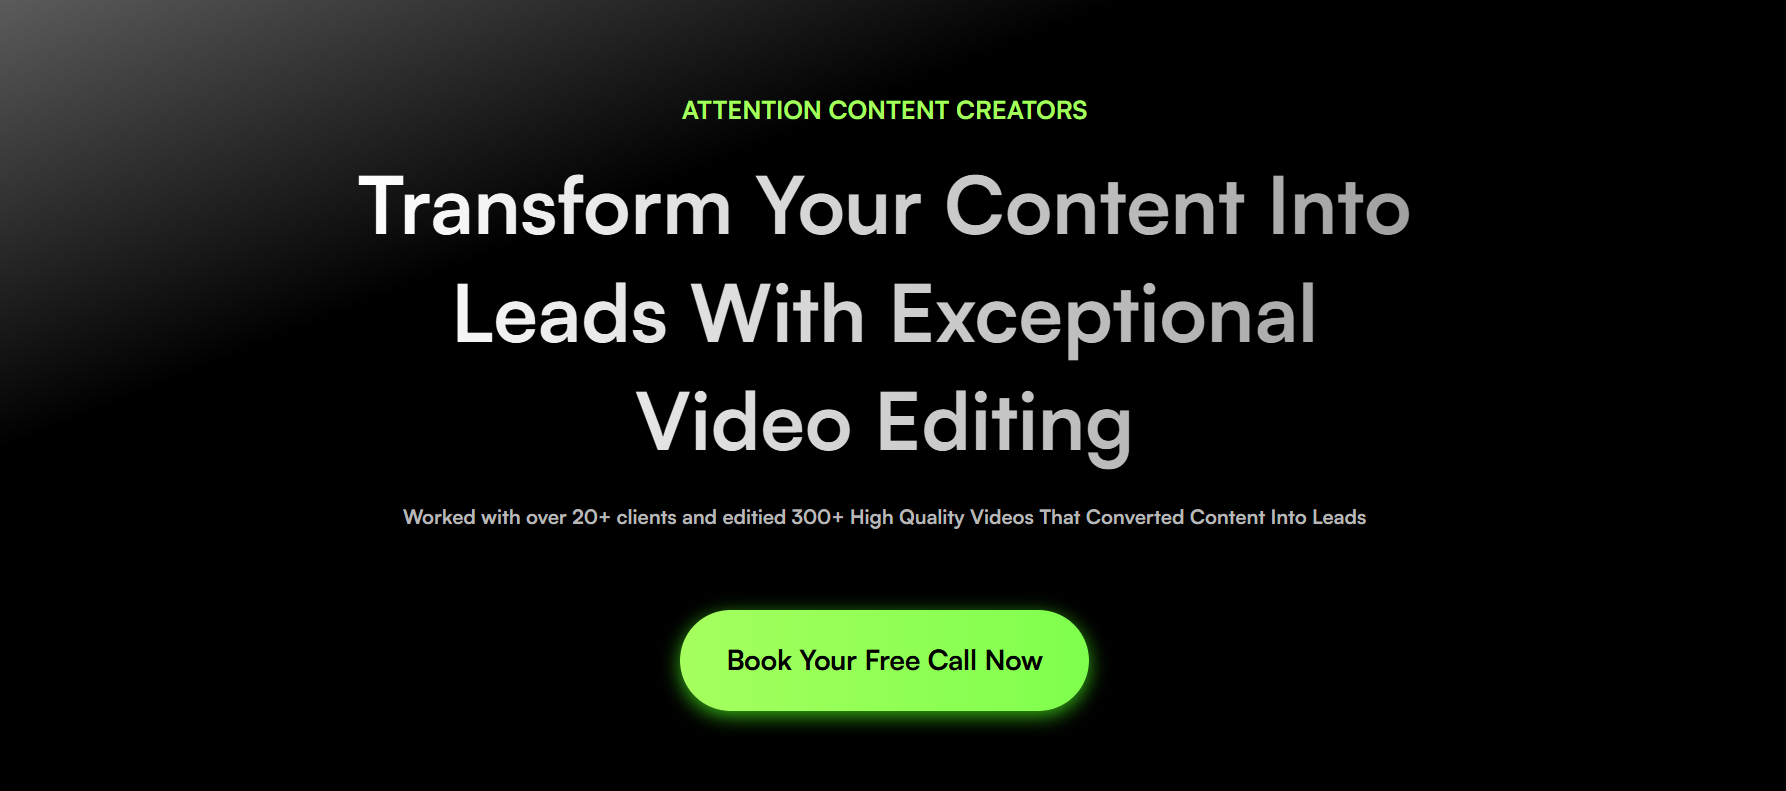 ATTENTION CONTENT CREATORS
Transform Your Content Into
Leads With Exceptional
Video Editing
Worked with over 20+ clients and editied 300+ High Quality Videos That Converted Content Into Leads
Book Your Free Call Now